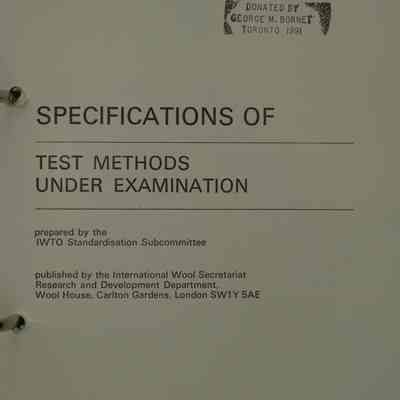 DONATED BY
GEORGE M. BORNET
TORONTO 1991
SPECIFICATIONS OF
TEST METHODS
UNDER EXAMINATION
prepared by the
IWTO Standardisation Subcommittee
published by the International Wool Secretariat
Research and Development Department,
Wool House, Carlton Gardens, London SW1Y 5AE